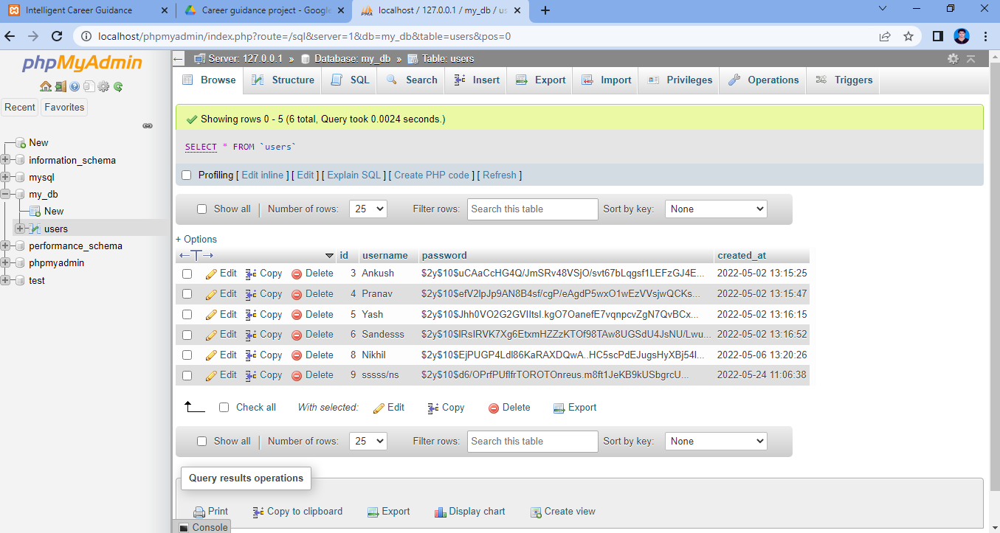 Intelligent Career Guidance
Career guidance project - Google
localhost / 127.0.0.1 / my_db / us
localhost/phpmyadmin/index.php?route=/sql&server=1&db=my_db&table=users&pos=0
phpMyAdmin
Recent Favorites
New
information_schema
mysql
my_db
New
users
performance_schema
phpmyadmin
test
Server: 127.0.0.1 » Database: my_db » Table: users
Browse Structure SQL Search Insert Export Import Privileges Operations Triggers
Showing rows 0 - 5 (6 total, Query took 0.0024 seconds.)
SELECT * FROM `users`
Profiling [ Edit inline ] [ Edit ] [ Explain SQL ] [ Create PHP code ] [ Refresh ]
Show all | Number of rows: 25 Filter rows: Search this table Sort by key: None
+ Options
id username password created_at
Edit Copy Delete 3 Ankush $2y$10$uCAaCcHG4Q/JmSRv48VSjO/svt67bLqgsf1LEFzGJ4E... 2022-05-02 13:15:25
Edit Copy Delete 4 Pranav $2y$10$efV2lpJp9AN8B4sf/cgP/eAgdP5wxO1wEzVVsjwQCKs... 2022-05-02 13:15:47
Edit Copy Delete 5 Yash $2y$10$Jhh0VO2G2GVIItsI.kgO7OanefE7vqnpcvZgN7QvBCx... 2022-05-02 13:16:15
Edit Copy Delete 6 Sandesss $2y$10$lRsIRVK7Xg6EtxmHZZzKTOf98TAw8UGSdU4JsNU/Lwu... 2022-05-02 13:16:52
Edit Copy Delete 8 Nikhil $2y$10$EjPUGP4Ldl86KaRAXDQwA..HC5scPdEJugsHyXBj54l... 2022-05-06 13:20:26
Edit Copy Delete 9 sssss/ns $2y$10$d6/OPrfPUflfrTOROTOnreus.m8ft1JeKB9kUSbgrcU... 2022-05-24 11:06:38
Check all With selected: Edit Copy Delete Export
Show all | Number of rows: 25 Filter rows: Search this table Sort by key: None
Query results operations
Print Copy to clipboard Export Display chart Create view
Console